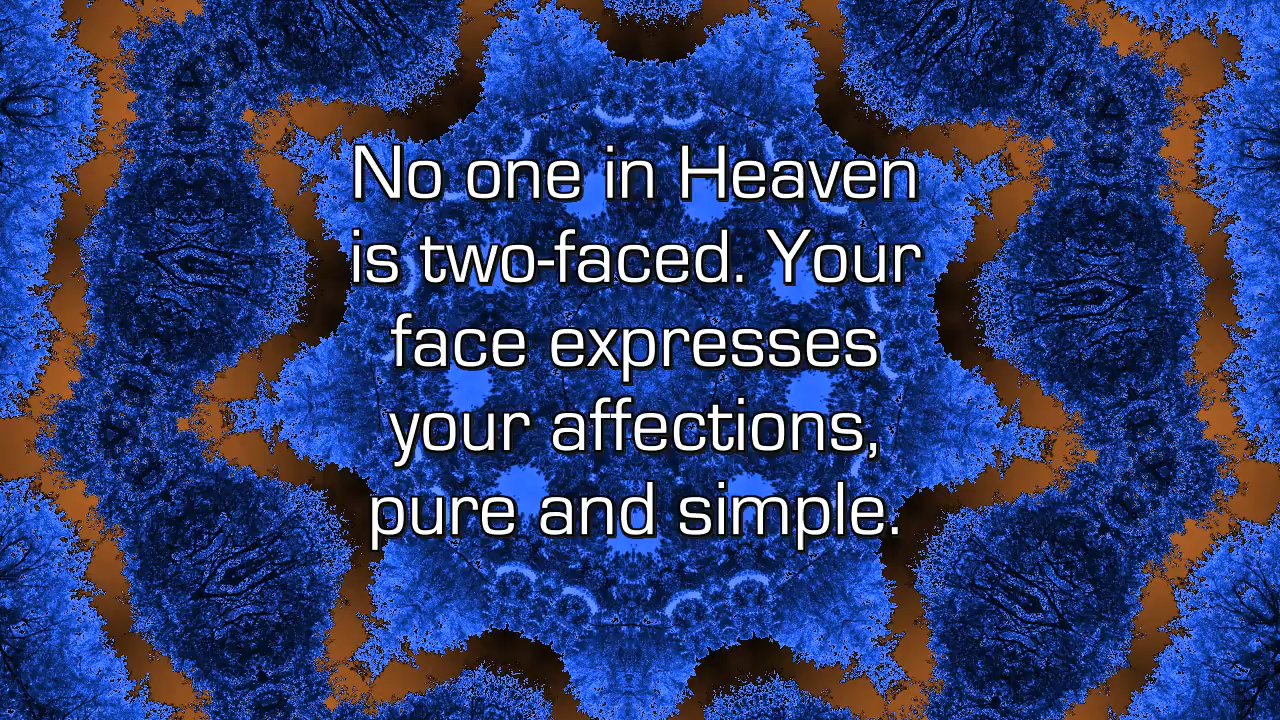 No one in Heaven
is two-faced. Your
face expresses
your affections,
pure and simple.